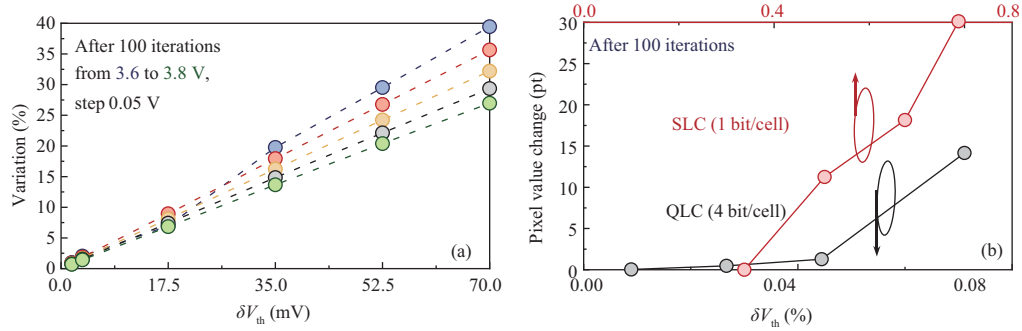 40
35
30
25
20
15
10
5
0
Variation (%)
After 100 iterations
from 3.6 to 3.8 V,
step 0.05 V
(a)
0.0 17.5 35.0 52.5 70.0
δV_th (mV)
0.0 0.4 0.8
30
25
20
15
10
5
0
Pixel value change (pt)
After 100 iterations
SLC (1 bit/cell)
QLC (4 bit/cell)
(b)
0.00 0.04 0.08
δV_th (%)